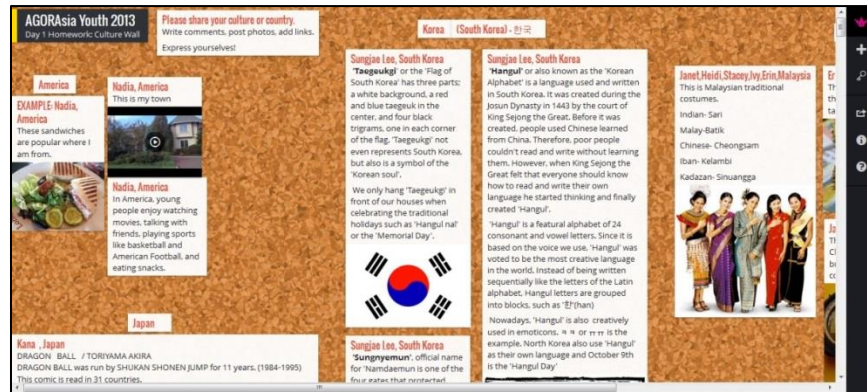 AGORAsia Youth 2013
Day 1 Homework: Culture Wall
Please share your culture or country.
Write comments, post photos, add links.
Express yourselves!
America
EXAMPLE: Nadia,
America
These sandwiches
are popular where I
am from.
Nadia, America
This is my town
Nadia, America
In America, young
people enjoy watching
movies, talking with
friends, playing sports
like basketball and
American Football, and
eating snacks.
Japan
Kana , Japan
DRAGON BALL / TORIYAMA AKIRA
DRAGON BALL was run by SHUKAN SHONEN JUMP for 11 years. (1984-1995)
This comic is read in 31 countries.
Korea (South Korea) - 한국
Sungjae Lee, South Korea
'Taegeukgi' or the 'Flag of
South Korea' has three parts;
a white background, a red
and blue taegeuk in the
center, and four black
trigrams, one in each corner
of the flag. 'Taegeukgi' not
even represents South Korea,
but also is a symbol of the
'Korean soul'.
We only hang 'Taegeukgi' in
front of our houses when
celebrating the traditional
holidays such as 'Hangul nal'
or the 'Memorial Day'.
Sungjae Lee, South Korea
'Sungnyemun', official name
for 'Namdaemun is one of the
four gates that protected
Sungjae Lee, South Korea
'Hangul' or also known as the 'Korean
Alphabet' is a language used and written
in South Korea. It was created during the
Josun Dynasty in 1443 by the court of
King Sejong the Great. Before it was
created, people used Chinese learned
from China. Therefore, poor people
couldn't read and write without learning
them. However, when King Sejong the
Great felt that everyone should know
how to read and write their own
language he started thinking and finally
created 'Hangul'.
'Hangul' is a featural alphabet of 24
consonant and vowel letters. Since it is
based on the voice we use, 'Hangul' was
voted to be the most creative language
in the world. Instead of being written
sequentially like the letters of the Latin
alphabet, Hangul letters are grouped
into blocks, such as '한'(han)
Nowadays, 'Hangul' is also creatively
used in emoticons. ㅋㅋ or ㅠㅠ is the
example. North Korea also use 'Hangul'
as their own language and October 9th
is the 'Hangul Day'
Janet,Heidi,Stacey,Ivy,Erin,Malaysia
This is Malaysian traditional
costumes.
Indian- Sari
Malay-Batik
Chinese- Cheongsam
Iban- Kelambi
Kadazan- Sinuangga